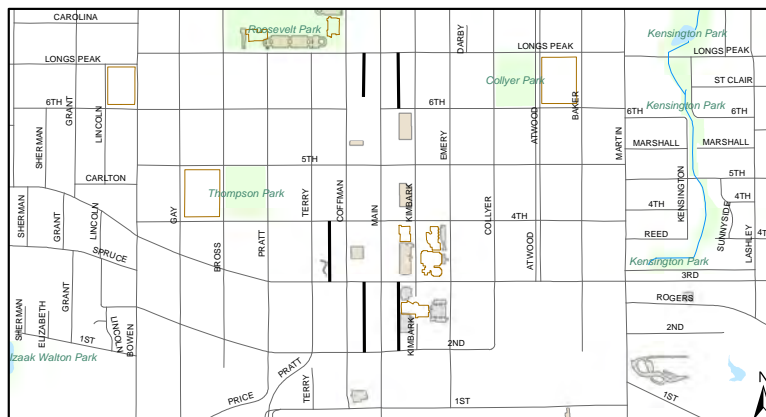 CAROLINA
Roosevelt Park
DARBY
Kensington Park
LONGS PEAK
LONGS PEAK
LONGS PEAK
ST CLAIR
Collyer Park
6TH
GRANT
LINCOLN
6TH
ATWOOD
BAKER
Kensington Park
6TH
6TH
SHERMAN
EMERY
MARTIN
MARSHALL
MARSHALL
5TH
CARLTON
5TH
Thompson Park
TERRY
COFFMAN
MAIN
KIMBARK
KENSINGTON
4TH
SHERMAN
GRANT
LINCOLN
GAY
4TH
COLLYER
4TH
SUNNYSIDE
LASHLEY
REED
BROSS
PRATT
ATWOOD
SPRUCE
Kensington Park
3RD
ROGERS
SHERMAN
ELIZABETH
GRANT
LINCOLN
BOWEN
1ST
KIMBARK
2ND
2ND
Izaak Walton Park
PRATT
TERRY
PRICE
1ST
1ST
N